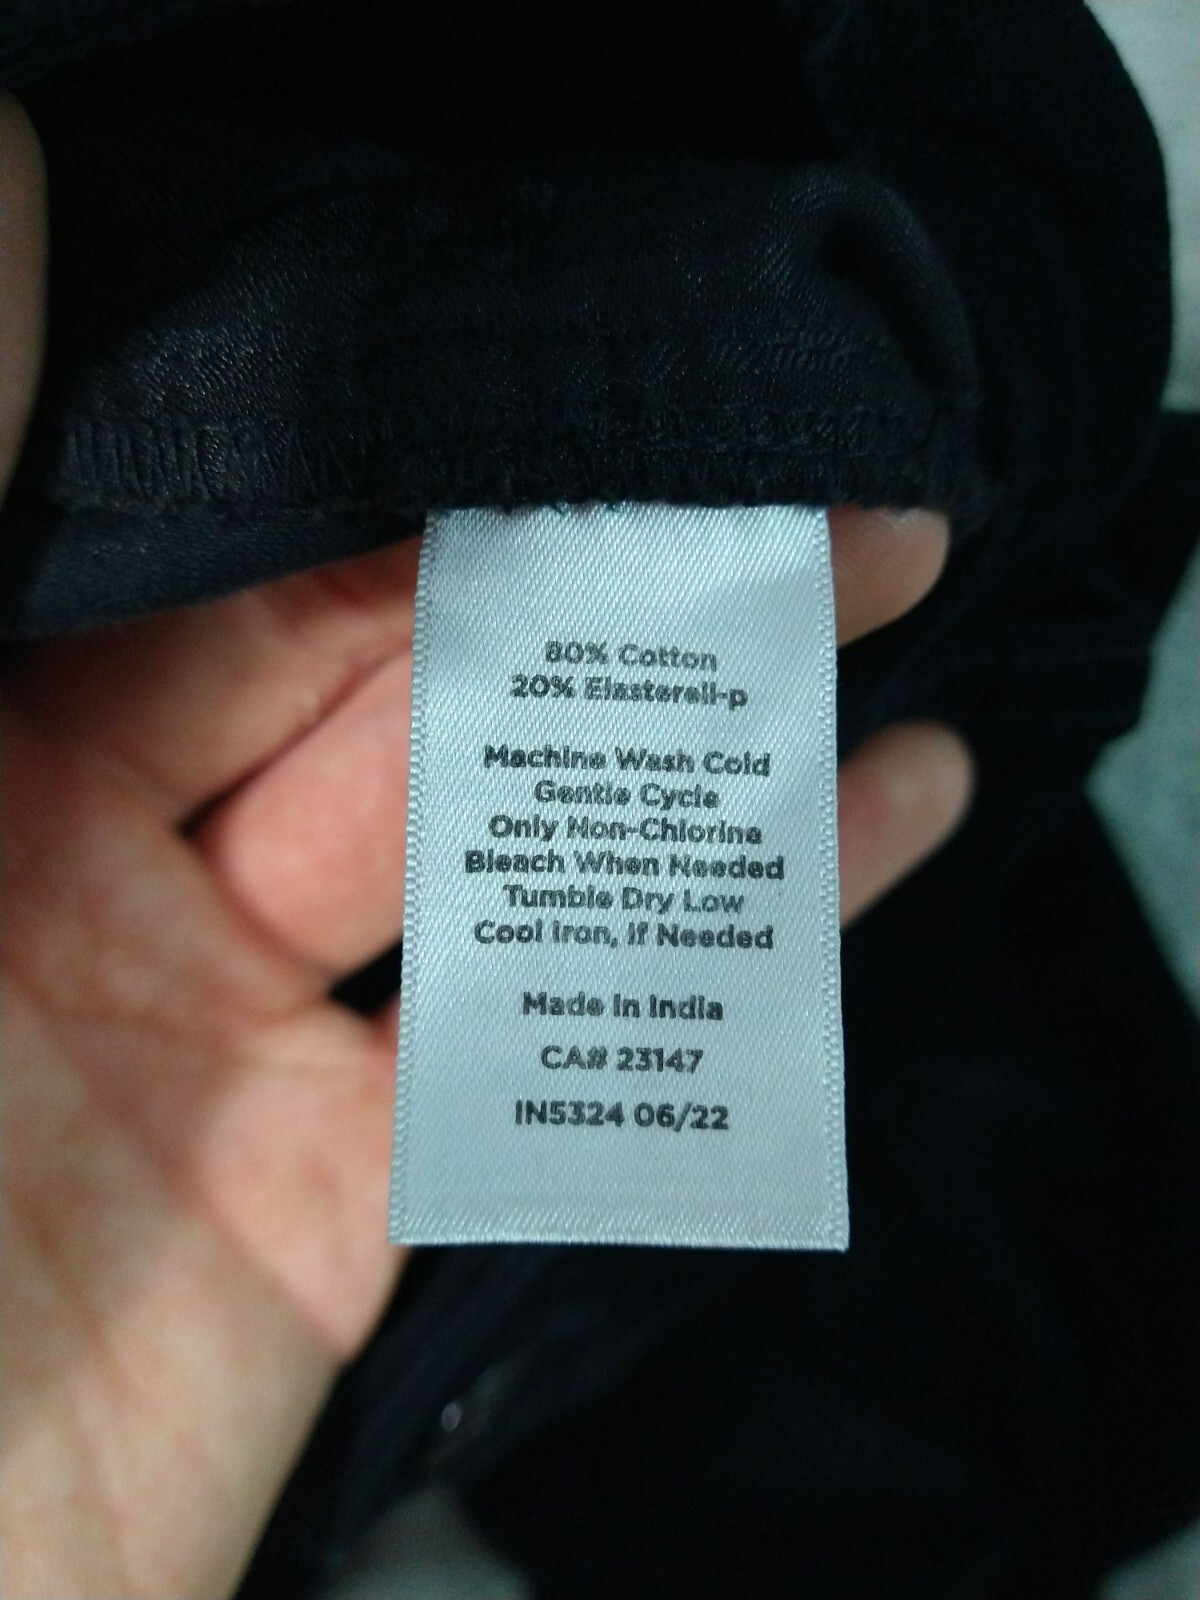 80% Cotton
20% Elasterell-p
Machine Wash Cold
Gentle Cycle
Only Non-Chlorine
Bleach When Needed
Tumble Dry Low
Cool Iron, If Needed
Made In India
CA# 23147
IN5324 06/22